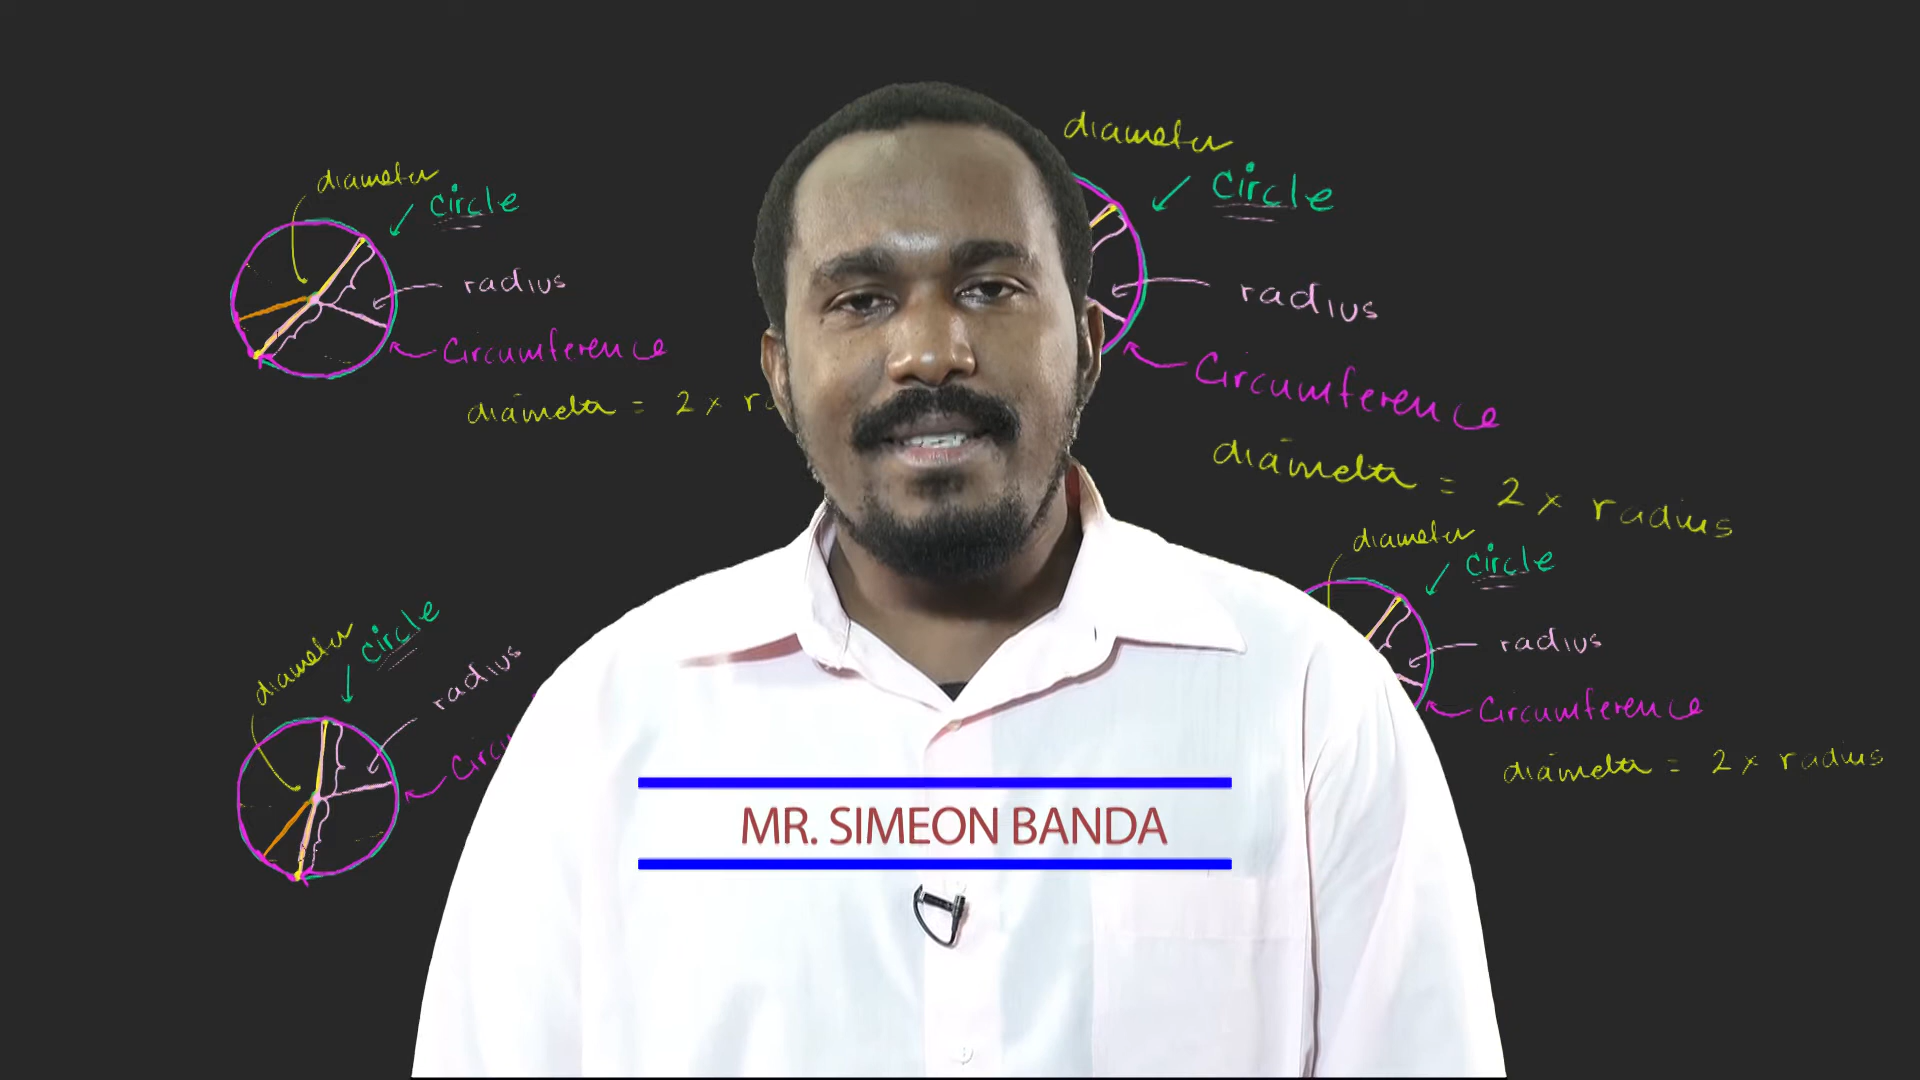 diameter
circle
radius
Circumference
diameter = 2 x
diameter
circle
radius
Circumference
diameter = 2 x radius
diameter
circle
radius
Circumference
diameter = 2 x radius
diameter
circle
radius
MR. SIMEON BANDA